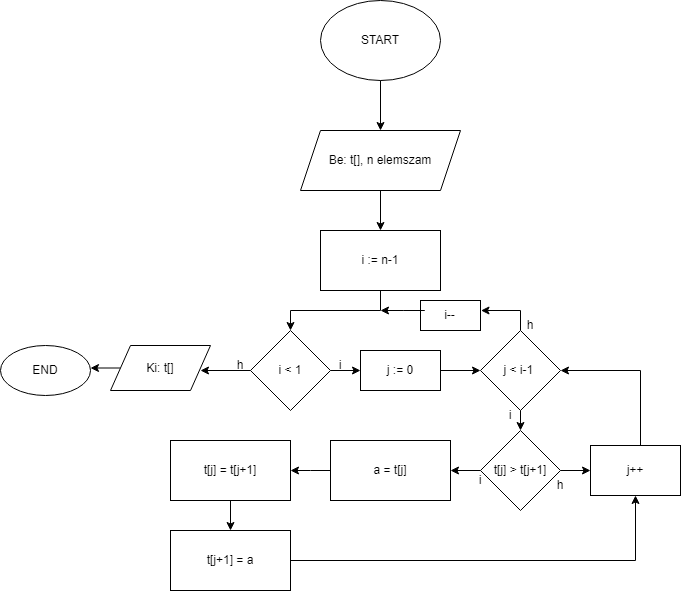 START
Be: t[], n elemszam
i := n-1
i--
h
END
Ki: t[]
h
i < 1
i
j := 0
j < i-1
i
t[j] = t[j+1]
a = t[j]
i
t[j] > t[j+1]
h
j++
t[j+1] = a